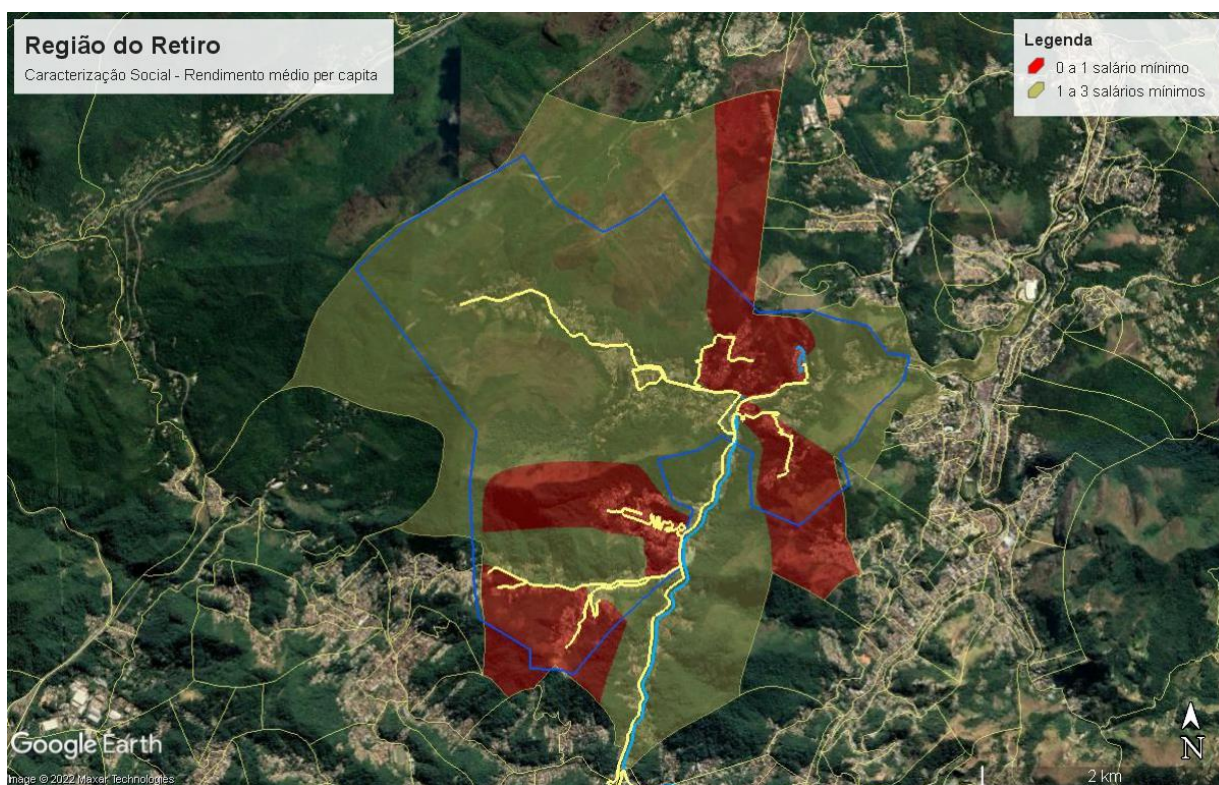 Região do Retiro
Caracterização Social - Rendimento médio per capita
Legenda
0 a 1 salário mínimo
1 a 3 salários mínimos
Google Earth
Image © 2022 Maxar Technologies
N
2 km